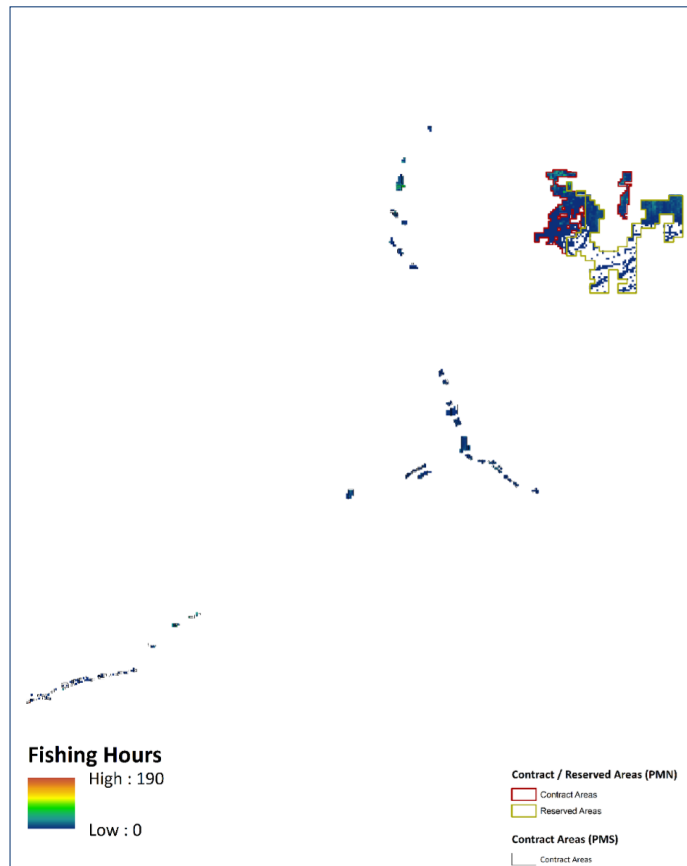 Fishing Hours
High : 190
Low : 0
Contract / Reserved Areas (PMN)
Contract Areas
Reserved Areas
Contract Areas (PMS)
Contract Areas